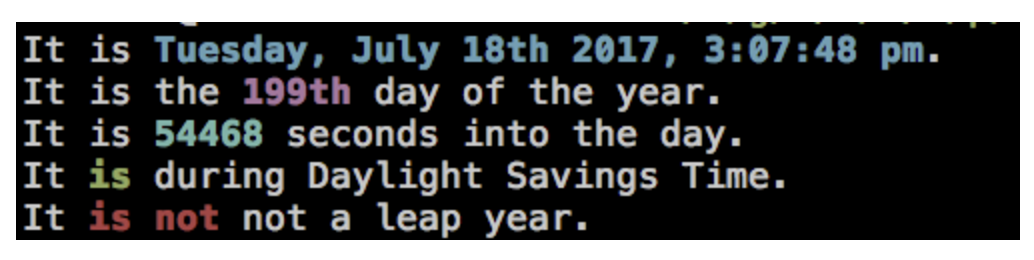 It is Tuesday, July 18th 2017, 3:07:48 pm.
It is the 199th day of the year.
It is 54468 seconds into the day.
It is during Daylight Savings Time.
It is not not a leap year.